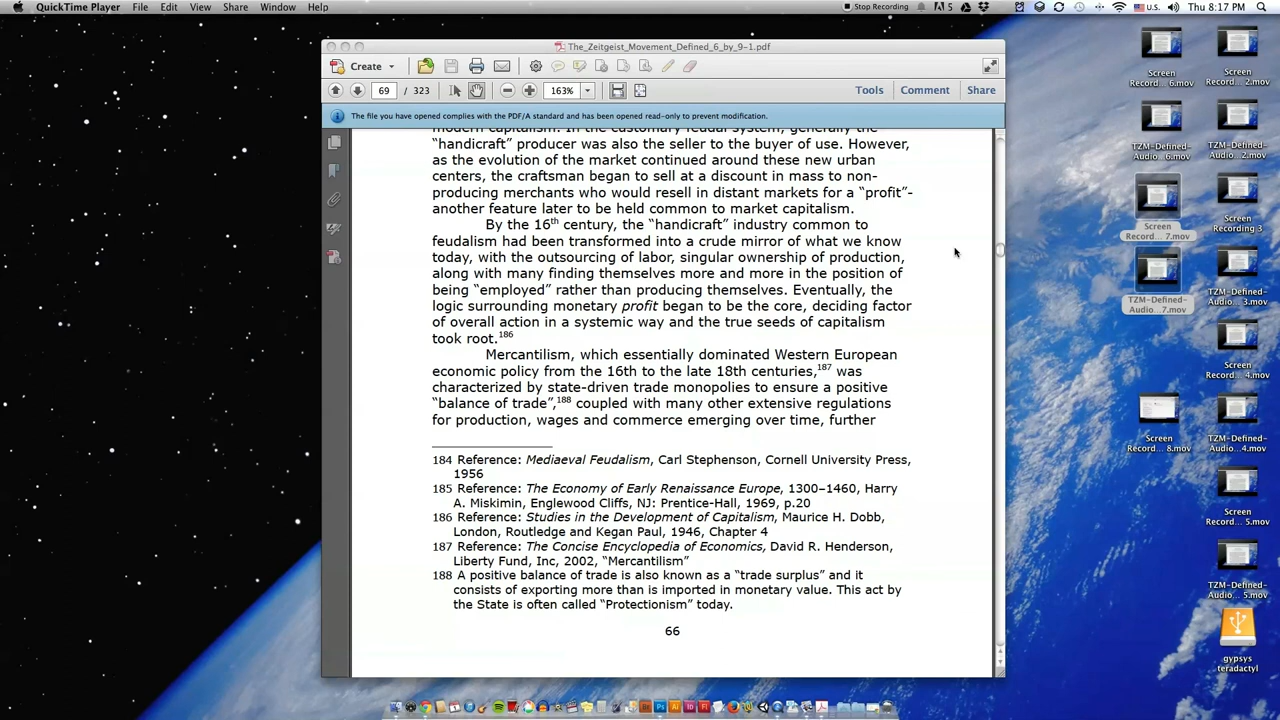 QuickTime Player File Edit View Share Window Help Stop Recording 5 U.S. Thu 8:17 PM
The_Zeitgeist_Movement_Defined_6_by_9-1.pdf
Create
69 / 323 163% Tools Comment Share
The file you have opened complies with the PDF/A standard and has been opened read-only to prevent modification.
modern capitalism. In the customary feudal system, generally the
“handicraft” producer was also the seller to the buyer of use. However,
as the evolution of the market continued around these new urban
centers, the craftsman began to sell at a discount in mass to non-
producing merchants who would resell in distant markets for a “profit”-
another feature later to be held common to market capitalism.
By the 16th century, the “handicraft” industry common to
feudalism had been transformed into a crude mirror of what we know
today, with the outsourcing of labor, singular ownership of production,
along with many finding themselves more and more in the position of
being “employed” rather than producing themselves. Eventually, the
logic surrounding monetary profit began to be the core, deciding factor
of overall action in a systemic way and the true seeds of capitalism
took root.186
Mercantilism, which essentially dominated Western European
economic policy from the 16th to the late 18th centuries,187 was
characterized by state-driven trade monopolies to ensure a positive
“balance of trade”,188 coupled with many other extensive regulations
for production, wages and commerce emerging over time, further
184 Reference: Mediaeval Feudalism, Carl Stephenson, Cornell University Press,
1956
185 Reference: The Economy of Early Renaissance Europe, 1300–1460, Harry
A. Miskimin, Englewood Cliffs, NJ: Prentice-Hall, 1969, p.20
186 Reference: Studies in the Development of Capitalism, Maurice H. Dobb,
London, Routledge and Kegan Paul, 1946, Chapter 4
187 Reference: The Concise Encyclopedia of Economics, David R. Henderson,
Liberty Fund, Inc, 2002, “Mercantilism”
188 A positive balance of trade is also known as a “trade surplus” and it
consists of exporting more than is imported in monetary value. This act by
the State is often called “Protectionism” today.
66
Screen
Record... 6.mov
Screen
Record... 2.mov
TZM-Defined-
Audio...6.mov
TZM-Defined-
Audio...2.mov
Screen
Record... 7.mov
Screen
Recording 3
TZM-Defined-
Audio...7.mov
TZM-Defined-
Audio... 3.mov
Screen
Record... 4.mov
Screen
Record... 8.mov
TZM-Defined-
Audio...4.mov
Screen
Record... 5.mov
TZM-Defined-
Audio... 5.mov
gypsys
teradactyl